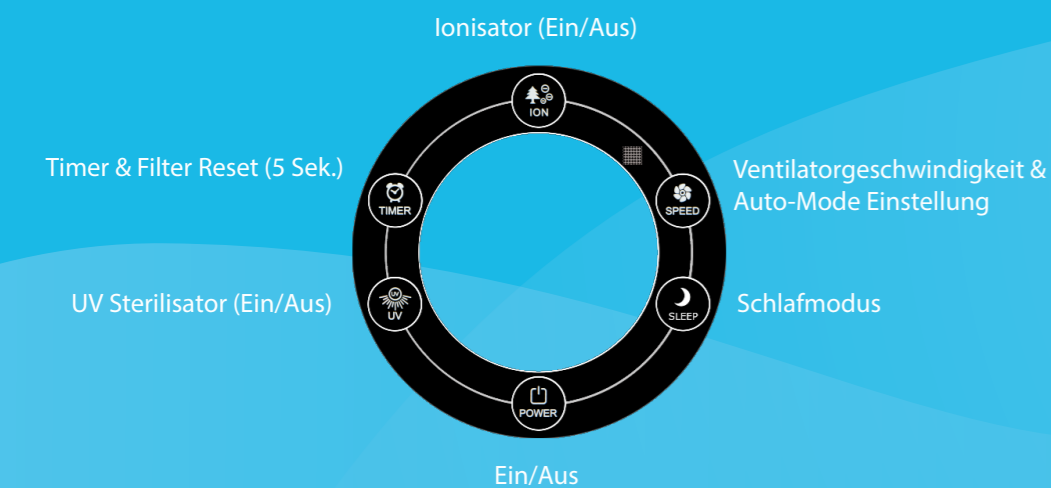 Ionisator (Ein/Aus)
ION
Timer & Filter Reset (5 Sek.)
TIMER
SPEED
Ventilatorgeschwindigkeit &
Auto-Mode Einstellung
UV Sterilisator (Ein/Aus)
UV
UV
SLEEP
Schlafmodus
POWER
Ein/Aus